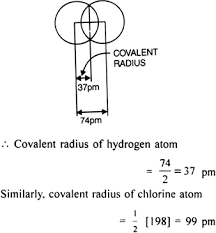 COVALENT
RADIUS
37pm
74pm
∴ Covalent radius of hydrogen atom
= 74/2 = 37 pm
Similarly, covalent radius of chlorine atom
= 1/2 [198] = 99 pm